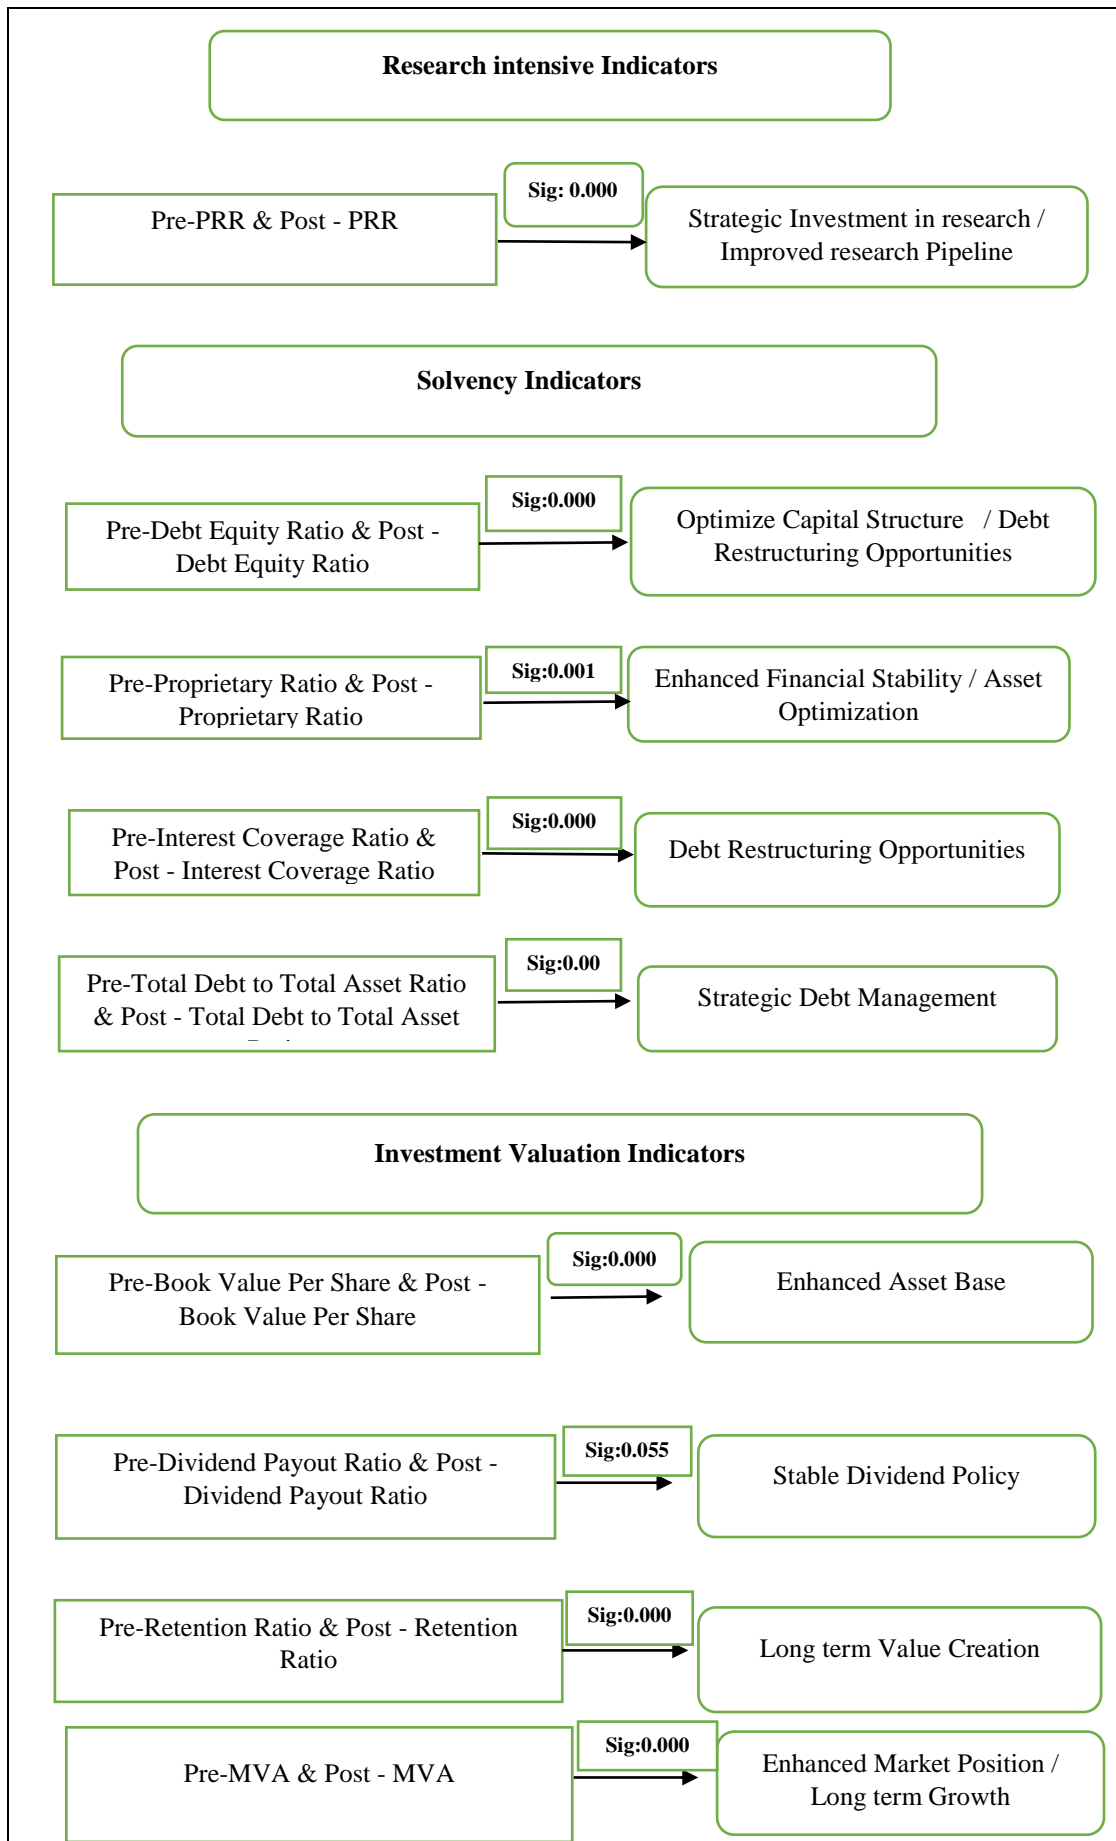 Research intensive Indicators
Sig: 0.000
Pre-PRR & Post - PRR
Strategic Investment in research /
Improved research Pipeline
Solvency Indicators
Sig:0.000
Pre-Debt Equity Ratio & Post -
Debt Equity Ratio
Optimize Capital Structure / Debt
Restructuring Opportunities
Sig:0.001
Pre-Proprietary Ratio & Post -
Proprietary Ratio
Enhanced Financial Stability / Asset
Optimization
Sig:0.000
Pre-Interest Coverage Ratio &
Post - Interest Coverage Ratio
Debt Restructuring Opportunities
Sig:0.00
Pre-Total Debt to Total Asset Ratio
& Post - Total Debt to Total Asset
Strategic Debt Management
Investment Valuation Indicators
Sig:0.000
Pre-Book Value Per Share & Post -
Book Value Per Share
Enhanced Asset Base
Sig:0.055
Pre-Dividend Payout Ratio & Post -
Dividend Payout Ratio
Stable Dividend Policy
Sig:0.000
Pre-Retention Ratio & Post - Retention
Ratio
Long term Value Creation
Sig:0.000
Pre-MVA & Post - MVA
Enhanced Market Position /
Long term Growth